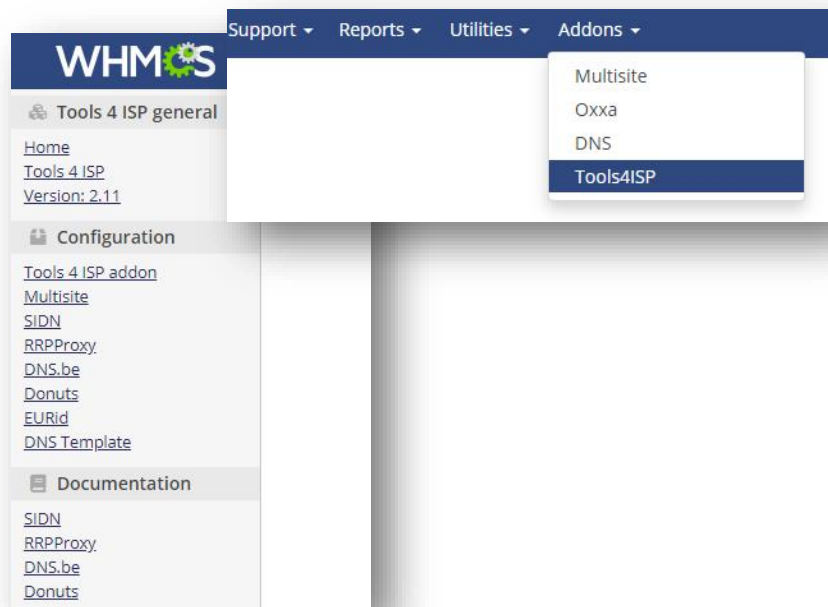 Support Reports Utilities Addons
Multisite
Oxxa
DNS
Tools4ISP
WHMCS
Tools 4 ISP general
Home
Tools 4 ISP
Version: 2.11
Configuration
Tools 4 ISP addon
Multisite
SIDN
RRPProxy
DNS.be
Donuts
EURid
DNS Template
Documentation
SIDN
RRPProxy
DNS.be
Donuts